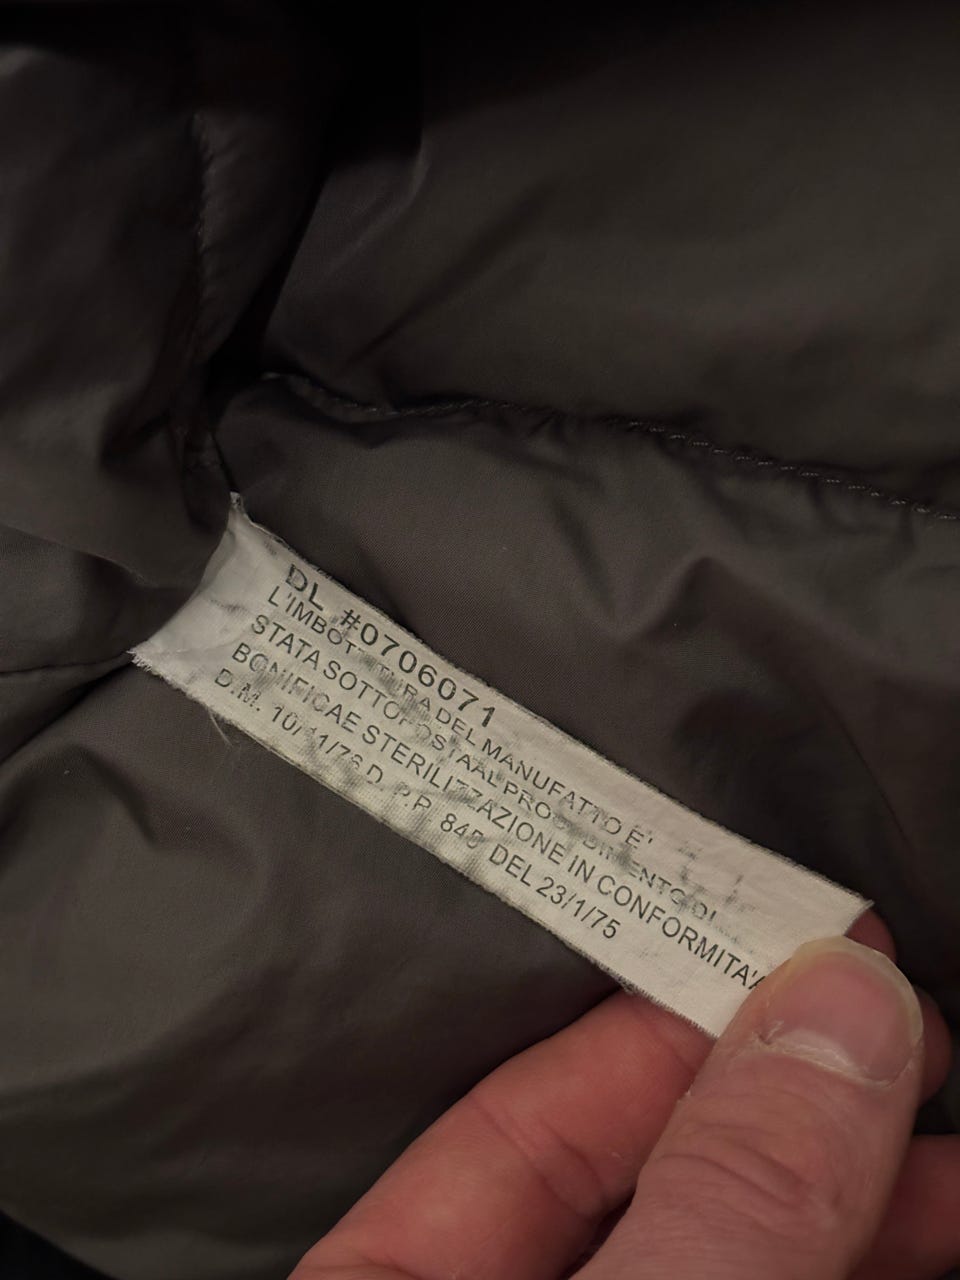 DL #0706071
L'IMBOTTITURA DEL MANUFATTO E'
STATA SOTTOPOSTA AL PROCEDIMENTO DI
BONIFICA E STERILIZZAZIONE IN CONFORMITA'A
D.M. 10/11/76 D.P.R. 845 DEL 23/1/75